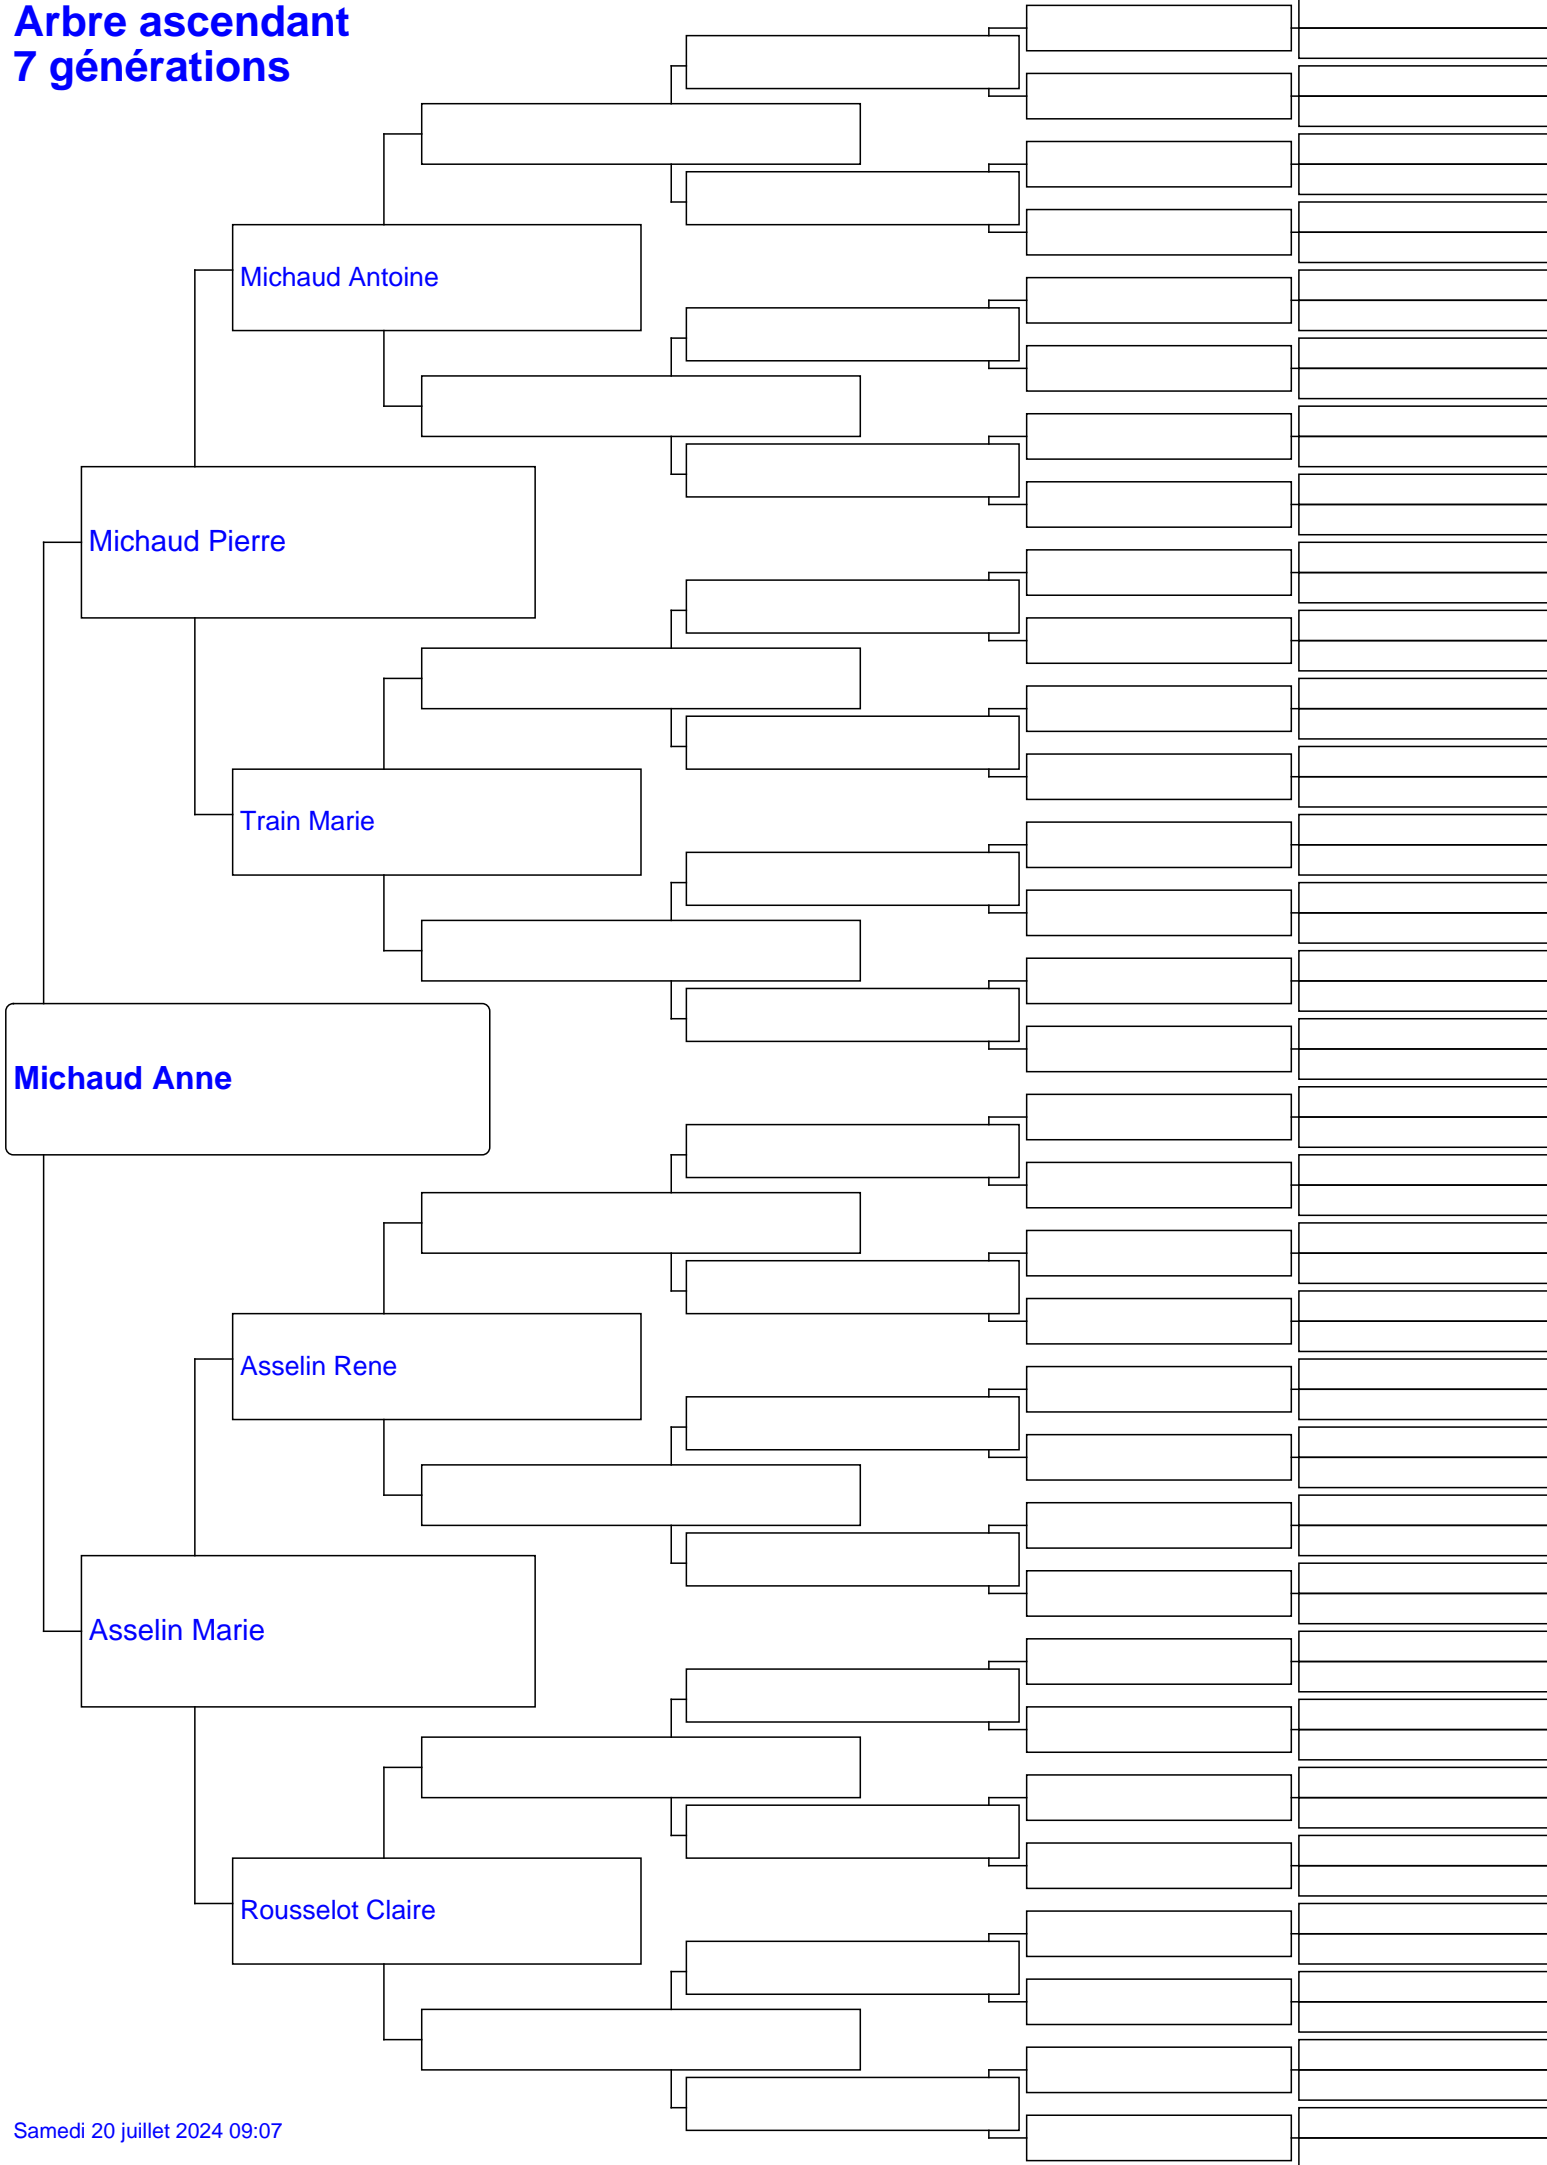 Arbre ascendant
7 générations
Michaud Antoine
Michaud Pierre
Train Marie
Michaud Anne
Asselin Rene
Asselin Marie
Rousselot Claire
Samedi 20 juillet 2024 09:07